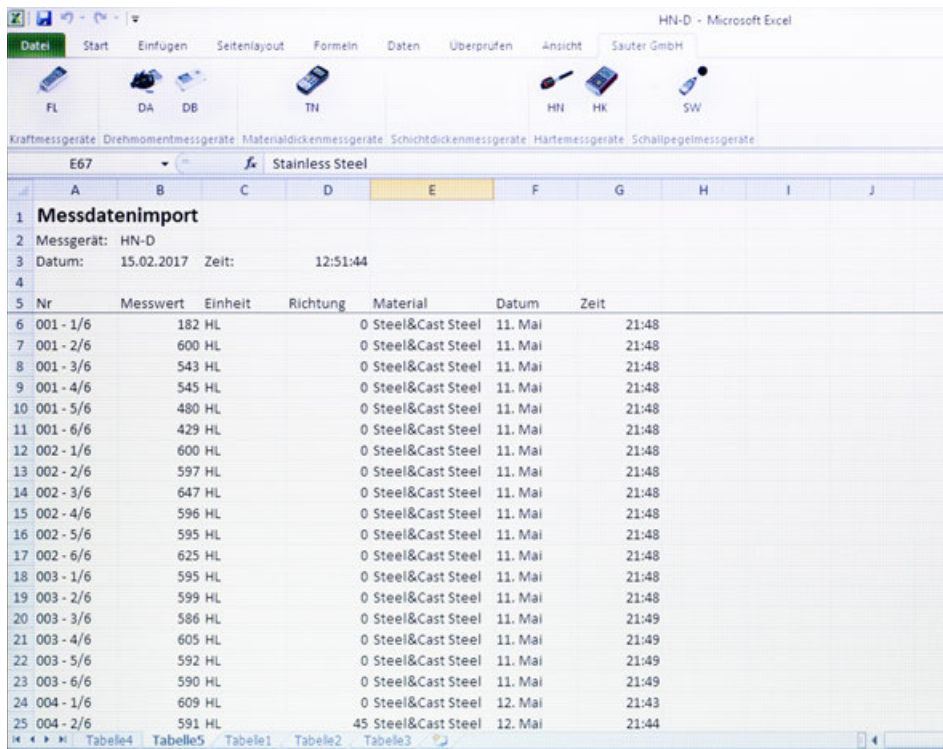 HN-D - Microsoft Excel
Datei Start Einfügen Seitenlayout Formeln Daten Überprüfen Ansicht Sauter GmbH
FL DA DB TN HN HK SW
Kraftmessgeräte Drehmomentmessgeräte Materialdickenmessgeräte Schichtdickenmessgeräte Härtemessgeräte Schallpegelmessgeräte
E67 fx Stainless Steel
A B C D E F G H I J
1 Messdatenimport
2 Messgerät: HN-D
3 Datum: 15.02.2017 Zeit: 12:51:44
4
5 Nr Messwert Einheit Richtung Material Datum Zeit
6 001 - 1/6 182 HL 0 Steel&Cast Steel 11. Mai 21:48
7 001 - 2/6 600 HL 0 Steel&Cast Steel 11. Mai 21:48
8 001 - 3/6 543 HL 0 Steel&Cast Steel 11. Mai 21:48
9 001 - 4/6 545 HL 0 Steel&Cast Steel 11. Mai 21:48
10 001 - 5/6 480 HL 0 Steel&Cast Steel 11. Mai 21:48
11 001 - 6/6 429 HL 0 Steel&Cast Steel 11. Mai 21:48
12 002 - 1/6 600 HL 0 Steel&Cast Steel 11. Mai 21:48
13 002 - 2/6 597 HL 0 Steel&Cast Steel 11. Mai 21:48
14 002 - 3/6 647 HL 0 Steel&Cast Steel 11. Mai 21:48
15 002 - 4/6 596 HL 0 Steel&Cast Steel 11. Mai 21:48
16 002 - 5/6 595 HL 0 Steel&Cast Steel 11. Mai 21:48
17 002 - 6/6 625 HL 0 Steel&Cast Steel 11. Mai 21:48
18 003 - 1/6 595 HL 0 Steel&Cast Steel 11. Mai 21:48
19 003 - 2/6 599 HL 0 Steel&Cast Steel 11. Mai 21:48
20 003 - 3/6 586 HL 0 Steel&Cast Steel 11. Mai 21:49
21 003 - 4/6 605 HL 0 Steel&Cast Steel 11. Mai 21:49
22 003 - 5/6 592 HL 0 Steel&Cast Steel 11. Mai 21:49
23 003 - 6/6 590 HL 0 Steel&Cast Steel 11. Mai 21:49
24 004 - 1/6 609 HL 0 Steel&Cast Steel 12. Mai 21:43
25 004 - 2/6 591 HL 45 Steel&Cast Steel 12. Mai 21:44
Tabelle4 Tabelle5 Tabelle1 Tabelle2 Tabelle3